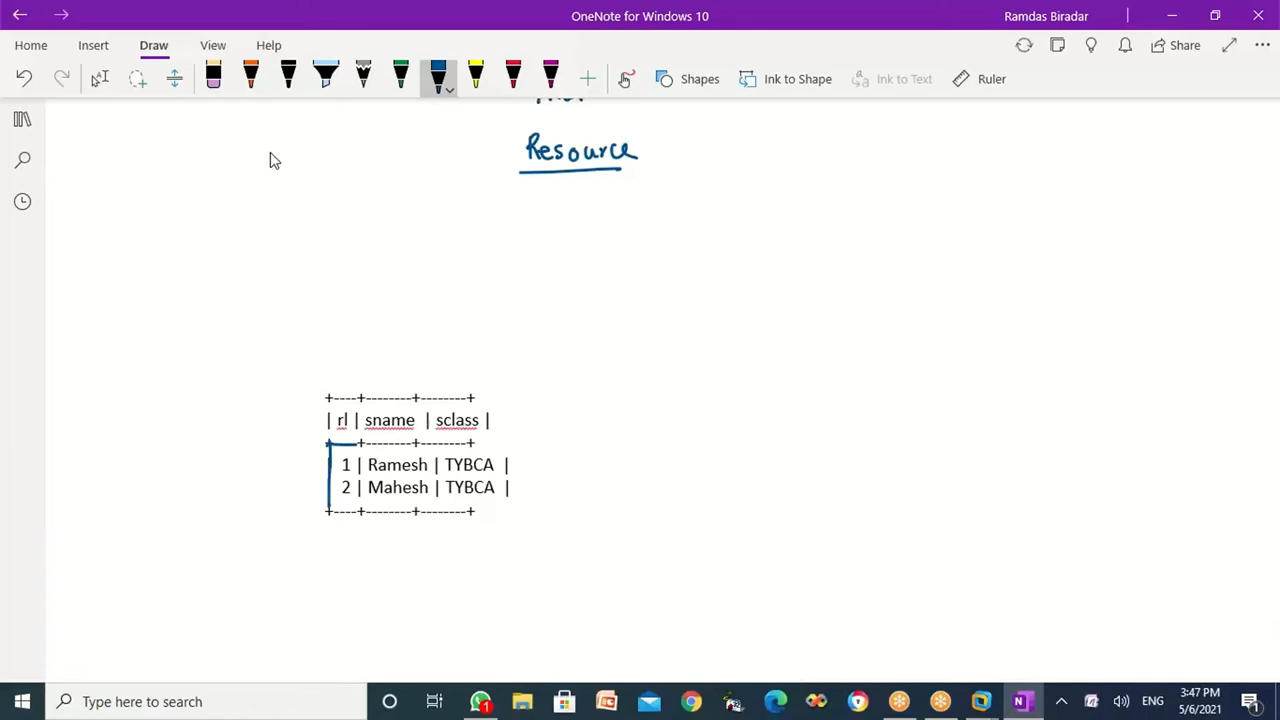 OneNote for Windows 10
Ramdas Biradar
Home Insert Draw View Help
Share
Shapes Ink to Shape Ink to Text Ruler
Resource
+----+--------+--------+
| rl | sname | sclass |
+----+--------+--------+
| 1 | Ramesh | TYBCA |
| 2 | Mahesh | TYBCA |
+----+--------+--------+
Type here to search
1
ENG
3:47 PM
5/6/2021
1